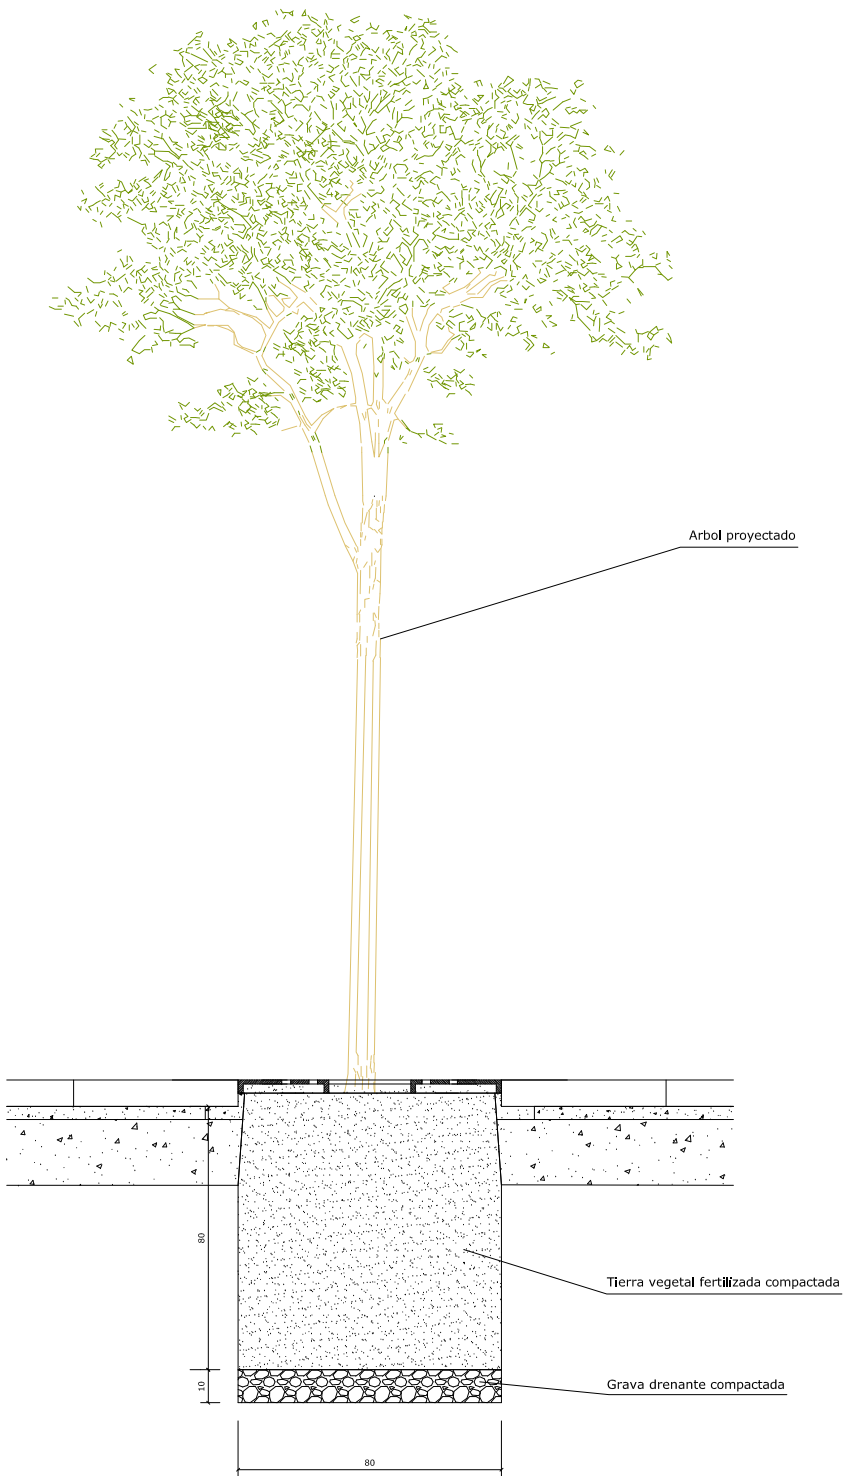 Arbol proyectado
80
Tierra vegetal fertilizada compactada
10
Grava drenante compactada
80